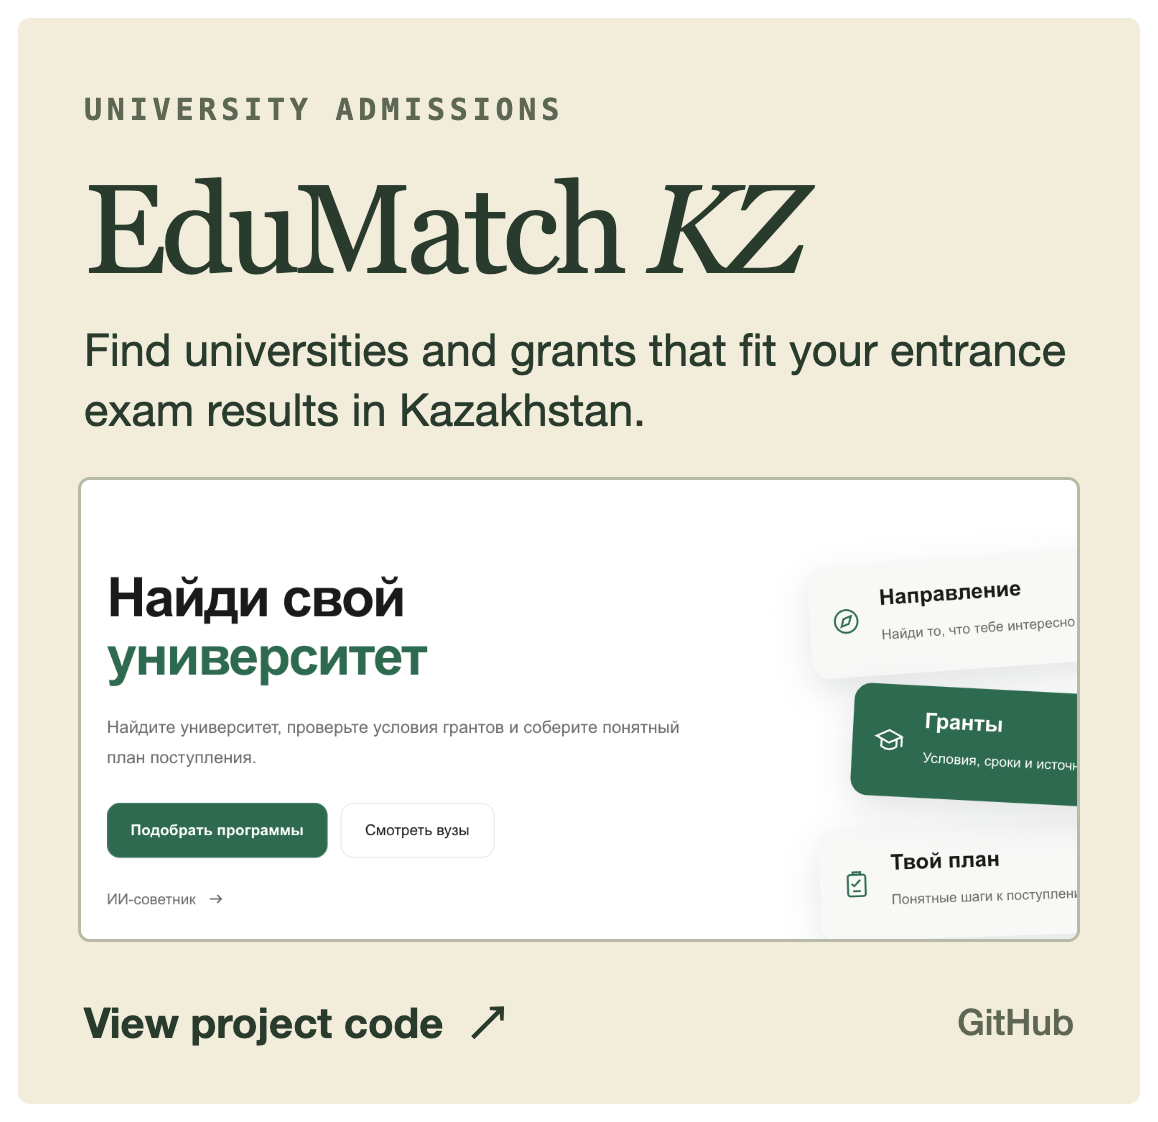 UNIVERSITY ADMISSIONS
EduMatch KZ
Find universities and grants that fit your entrance
exam results in Kazakhstan.
Найди свой
университет
Найдите университет, проверьте условия грантов и соберите понятный
план поступления.
Подобрать программы
Смотреть вузы
ИИ-советник →
Направление
Найди то, что тебе интересно
Гранты
Условия, сроки и
Твой план
Понятные шаги к
View project code ↗
GitHub